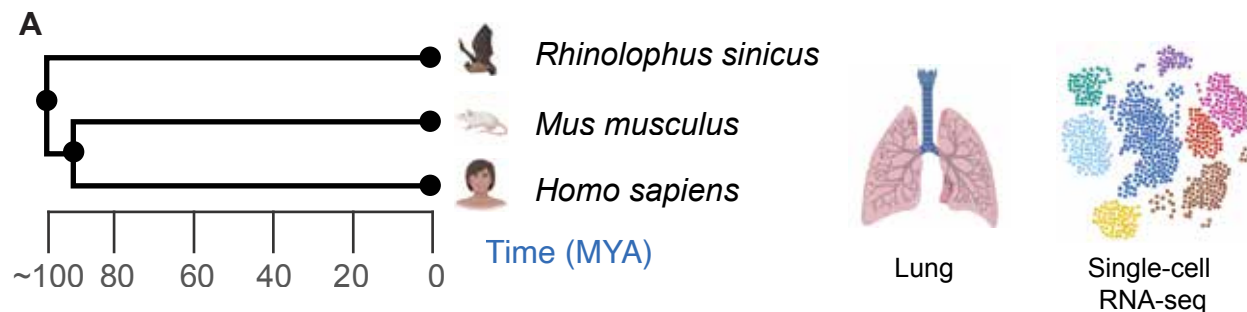 A
Rhinolophus sinicus
Mus musculus
Homo sapiens
Time (MYA)
~100 80 60 40 20 0
Lung
Single-cell
RNA-seq